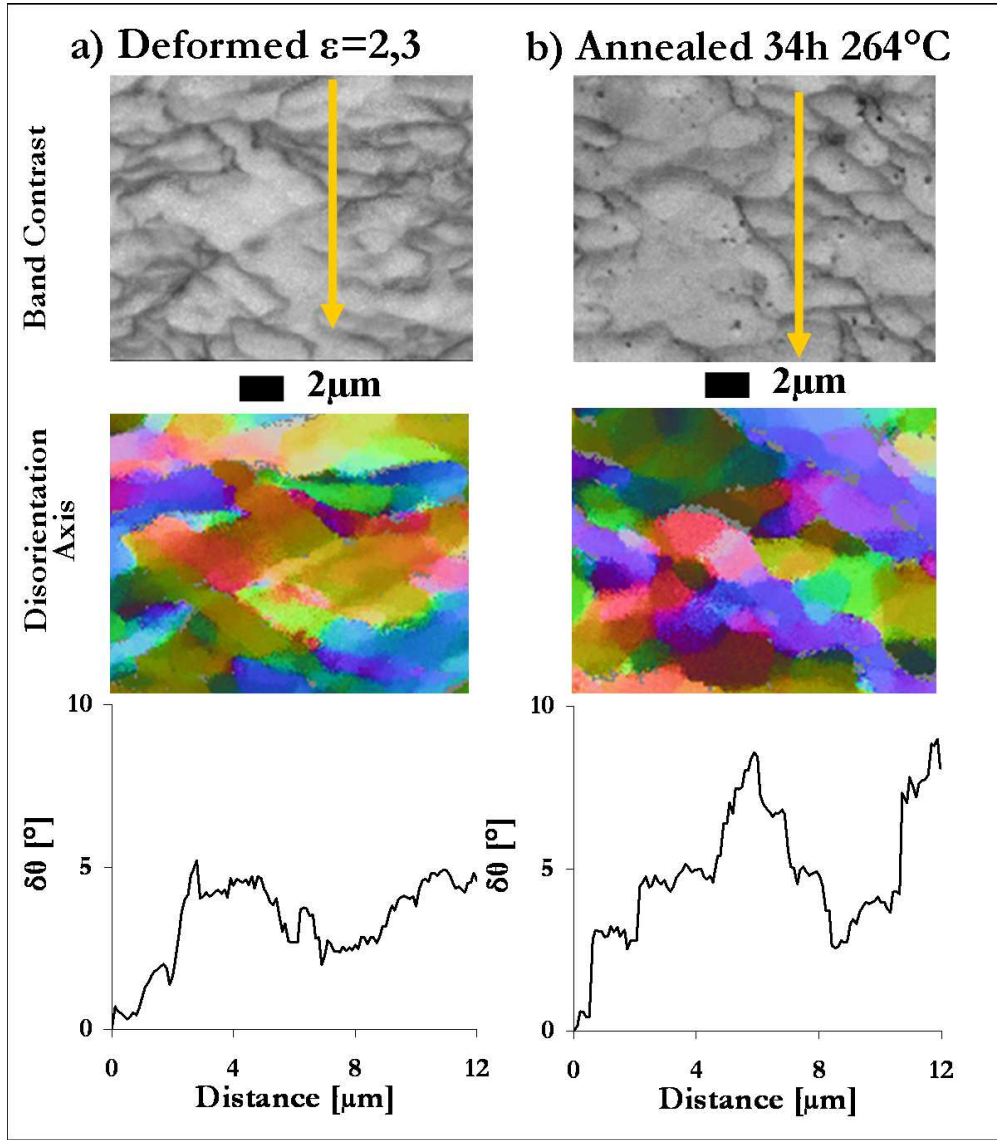 a) Deformed ε=2,3
b) Annealed 34h 264°C
Band Contrast
2µm
2µm
Disorientation
Axis
10
5
0
δθ [°]
0 4 8 12
Distance [µm]
10
5
0
δθ [°]
0 4 8 12
Distance [µm]